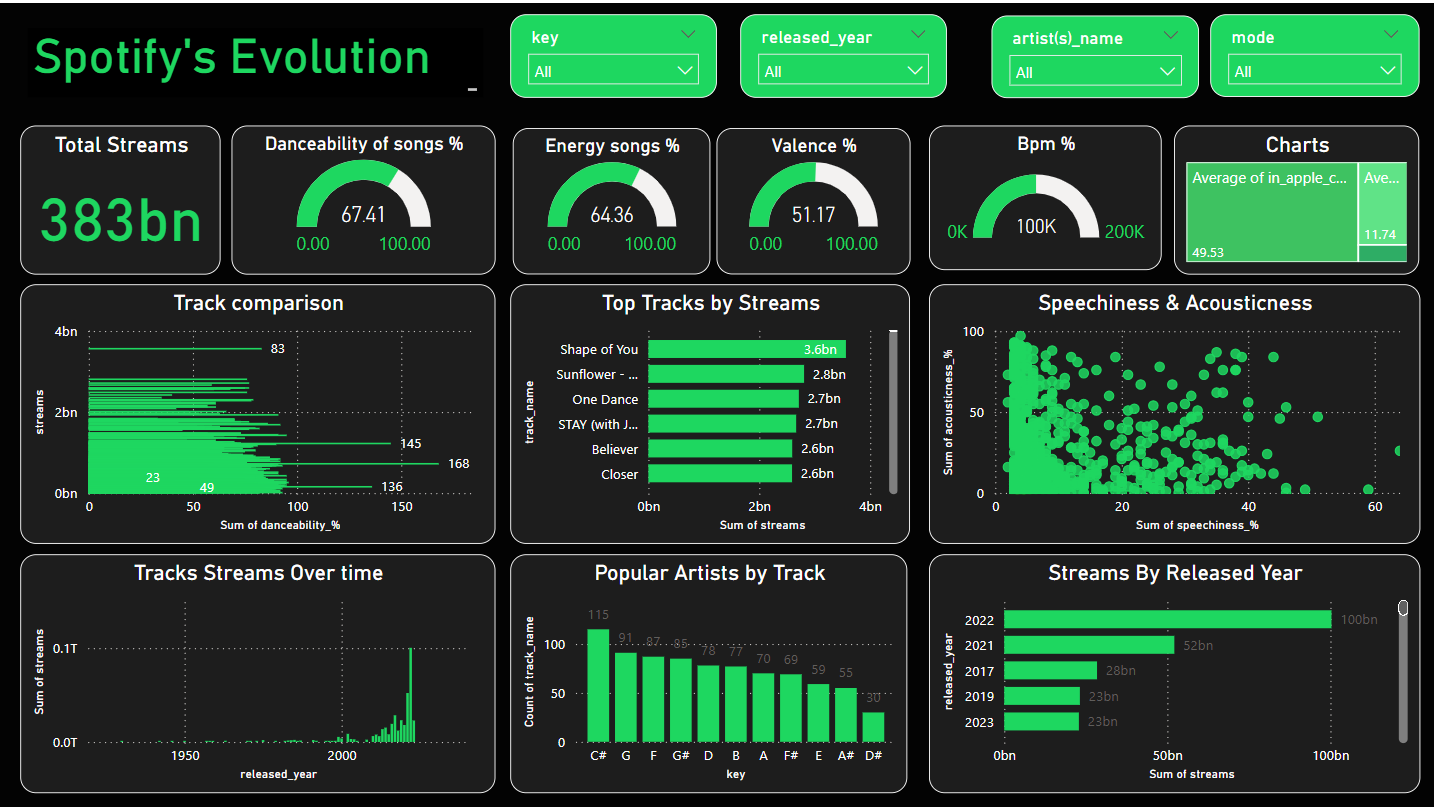 Spotify's Evolution
_
key
All
released_year
All
artist(s)_name
All
mode
All
Total Streams
383bn
Danceability of songs %
67.41
0.00
100.00
Energy songs %
64.36
0.00
100.00
Valence %
51.17
0.00
100.00
Bpm %
0K
100K
200K
Charts
Average of in_apple_c...
49.53
Ave...
11.74
Track comparison
streams
4bn
2bn
0bn
83
145
168
136
23
49
0
50
100
150
Sum of danceability_%
Top Tracks by Streams
track_name
Shape of You
3.6bn
Sunflower - ...
2.8bn
One Dance
2.7bn
STAY (with J...
2.7bn
Believer
2.6bn
Closer
2.6bn
0bn
2bn
4bn
Sum of streams
Speechiness & Acousticness
Sum of acousticness_%
100
50
0
0
20
40
60
Sum of speechiness_%
Tracks Streams Over time
Sum of streams
0.1T
0.0T
1950
2000
released_year
Popular Artists by Track
Count of track_name
100
50
0
115
91
87
85
78
77
70
69
59
55
30
C#
G
F
G#
D
B
A
F#
E
A#
D#
key
Streams By Released Year
released_year
2022
100bn
2021
52bn
2017
28bn
2019
23bn
2023
23bn
0bn
50bn
100bn
Sum of streams